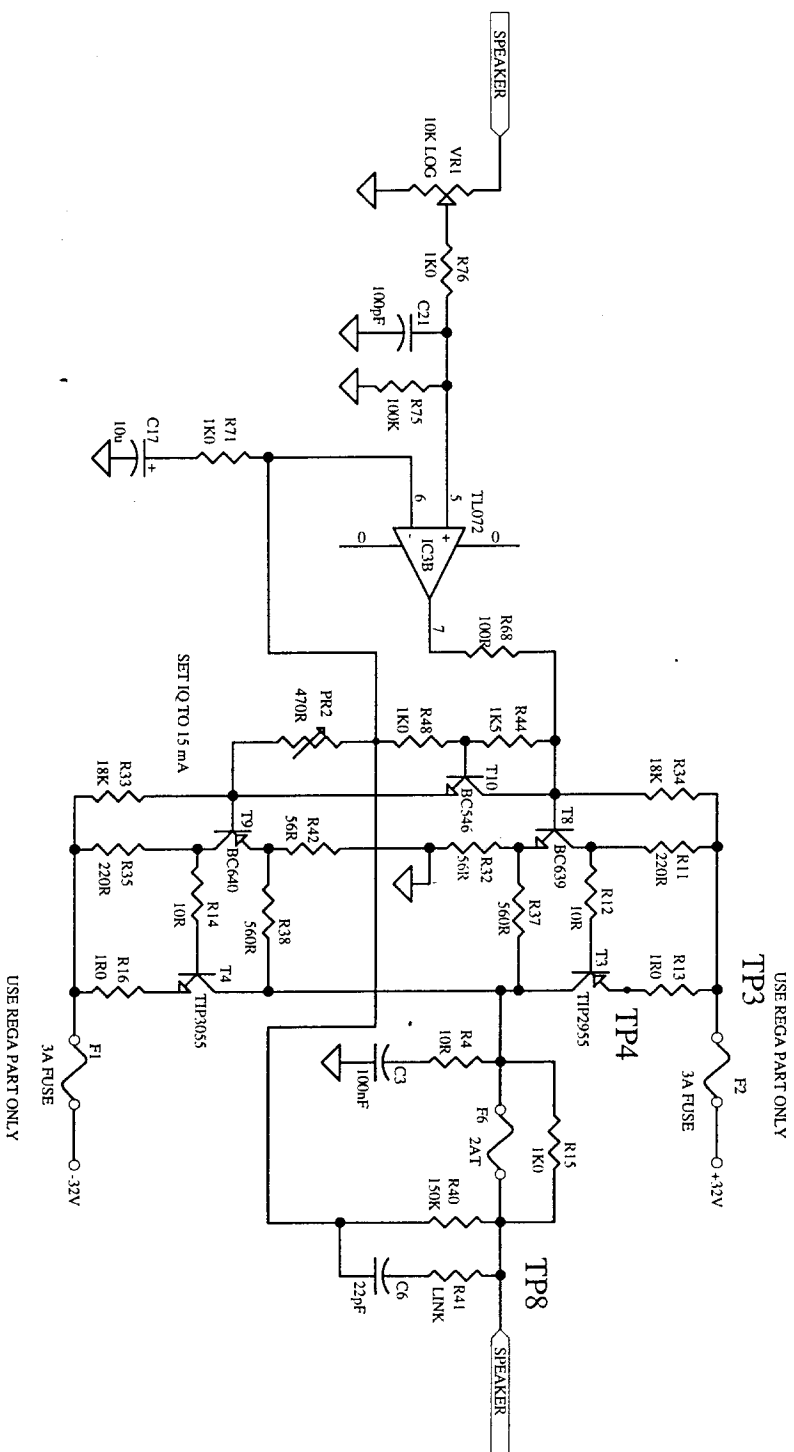 SPEAKER
VR1
10K LOG
R76
1K0
C21
100pF
R75
100K
R71
1K0
C17
10u
+
TL072
5
6
+
-
IC3B
0
0
7
R68
100R
SET IQ TO 15 mA
PR2
470R
R48
1K0
R44
1K5
R34
18K
R33
18K
T10
BC546
T8
BC639
T9
BC640
R42
56R
R32
56R
R11
220R
R35
220R
R12
10R
R14
10R
R37
560R
R38
560R
T3
TIP2955
T4
TIP3055
R13
1R0
R16
1R0
TP3
TP4
USE REGA PART ONLY
F2
3A FUSE
+32V
F1
3A FUSE
-32V
USE REGA PART ONLY
R4
10R
C3
100nF
R15
1K0
F6
2AT
R40
150K
R41
LINK
C6
22pF
TP8
SPEAKER